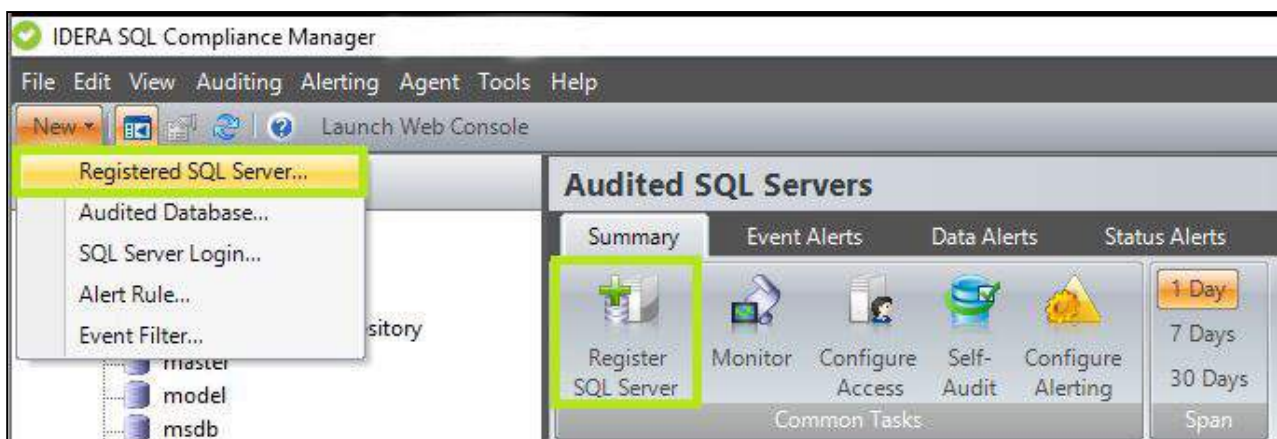 IDERA SQL Compliance Manager
File Edit View Auditing Alerting Agent Tools Help
New Launch Web Console
Registered SQL Server...
Audited Database...
SQL Server Login...
Alert Rule...
Event Filter...
sitory
master
model
msdb
Audited SQL Servers
Summary Event Alerts Data Alerts Status Alerts
Register SQL Server
Monitor
Configure Access
Self-Audit
Configure Alerting
Common Tasks
1 Day
7 Days
30 Days
Span